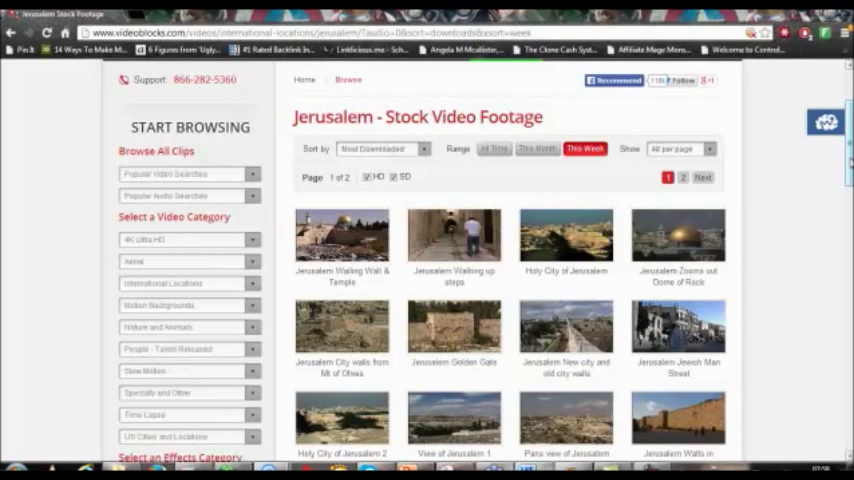 Jerusalem Stock Footage
www.videoblocks.com/videos/international-locations/jerusalem/?audio=0&sort=downloads&xsort=week
Pin It
14 Ways To Make M...
6 Figures from 'Ugly...
#1 Rated Backlink In...
Linklicious.me - Sch...
Angela M Mcalister...
The Clone Cash Syst...
Affiliate Mage Mons...
Welcome to Control...
Support: 866-282-5360
Home Browse
Recommend
Follow
START BROWSING
Browse All Clips
Popular Video Searches
Popular Audio Searches
Select a Video Category
4K Ultra HD
Aerial
International Locations
Motion Backgrounds
Nature and Animals
People - Talent Released
Slow Motion
Specialty and Other
Time Lapse
US Cities and Locations
Select an Effects Category
Jerusalem - Stock Video Footage
Sort by Most Downloaded Range All Time This Month This Week Show 48 per page
Page 1 of 2 HD SD 1 2 Next
Jerusalem Wailing Wall &
Temple
Jerusalem Walking up
steps
Holy City of Jerusalem
Jerusalem Zooms out
Dome of Rock
Jerusalem City walls from
Mt of Olives
Jerusalem Golden Gate
Jerusalem New city and
old city walls
Jerusalem Jewish Man
Street
Holy City of Jerusalem 2
View of Jerusalem 1
Pans view of Jerusalem
Jerusalem Walls in
07:58